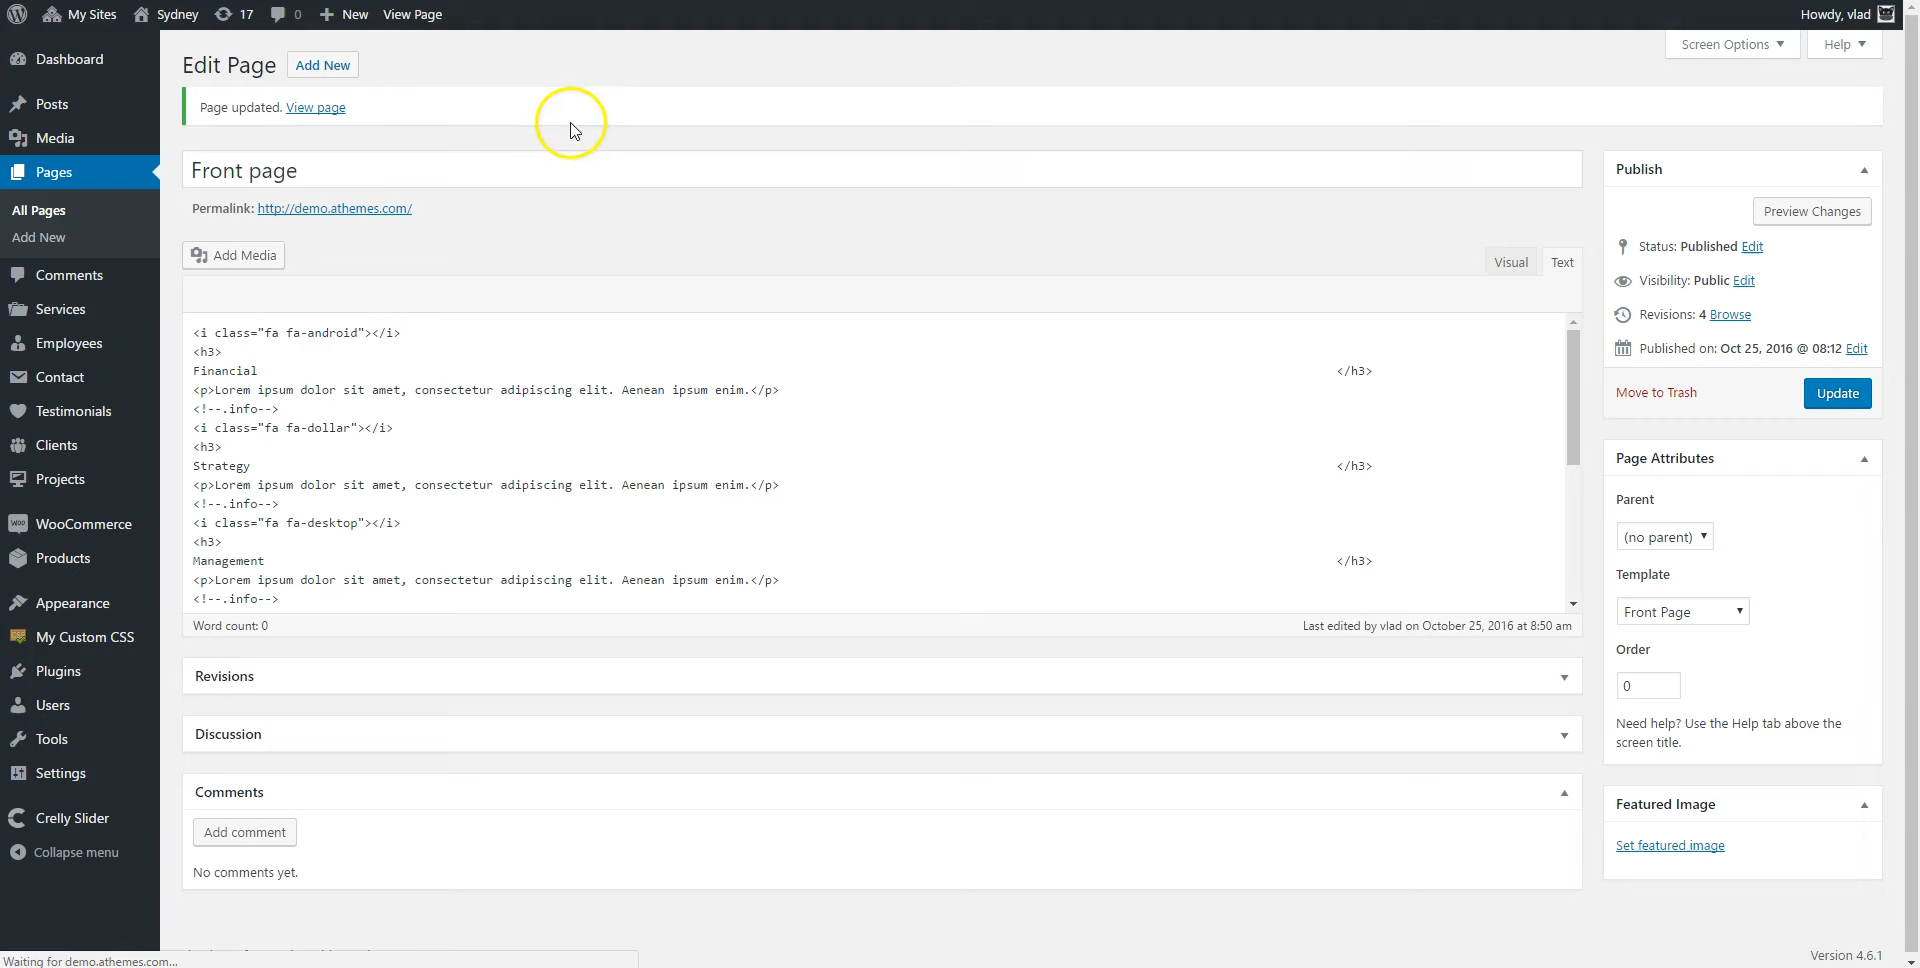 My Sites Sydney 17 0 New View Page Howdy, vlad
Screen Options Help
Dashboard
Posts
Media
Pages
All Pages
Add New
Comments
Services
Employees
Contact
Testimonials
Clients
Projects
WOO WooCommerce
Products
Appearance
CSS My Custom CSS
Plugins
Users
Tools
Settings
Crelly Slider
Collapse menu
Edit Page Add New
Page updated. View page
Front page
Permalink: http://demo.athemes.com/
Add Media
Visual Text
<i class="fa fa-android"></i>
<h3>
Financial </h3>
<p>Lorem ipsum dolor sit amet, consectetur adipiscing elit. Aenean ipsum enim.</p>
<!--.info-->
<i class="fa fa-dollar"></i>
<h3>
Strategy </h3>
<p>Lorem ipsum dolor sit amet, consectetur adipiscing elit. Aenean ipsum enim.</p>
<!--.info-->
<i class="fa fa-desktop"></i>
<h3>
Management </h3>
<p>Lorem ipsum dolor sit amet, consectetur adipiscing elit. Aenean ipsum enim.</p>
<!--.info-->
Word count: 0 Last edited by vlad on October 25, 2016 at 8:50 am
Revisions
Discussion
Comments
Add comment
No comments yet.
Publish
Preview Changes
Status: Published Edit
Visibility: Public Edit
Revisions: 4 Browse
Published on: Oct 25, 2016 @ 08:12 Edit
Move to Trash Update
Page Attributes
Parent
(no parent)
Template
Front Page
Order
0
Need help? Use the Help tab above the
screen title.
Featured Image
Set featured image
Version 4.6.1
Waiting for demo.athemes.com...